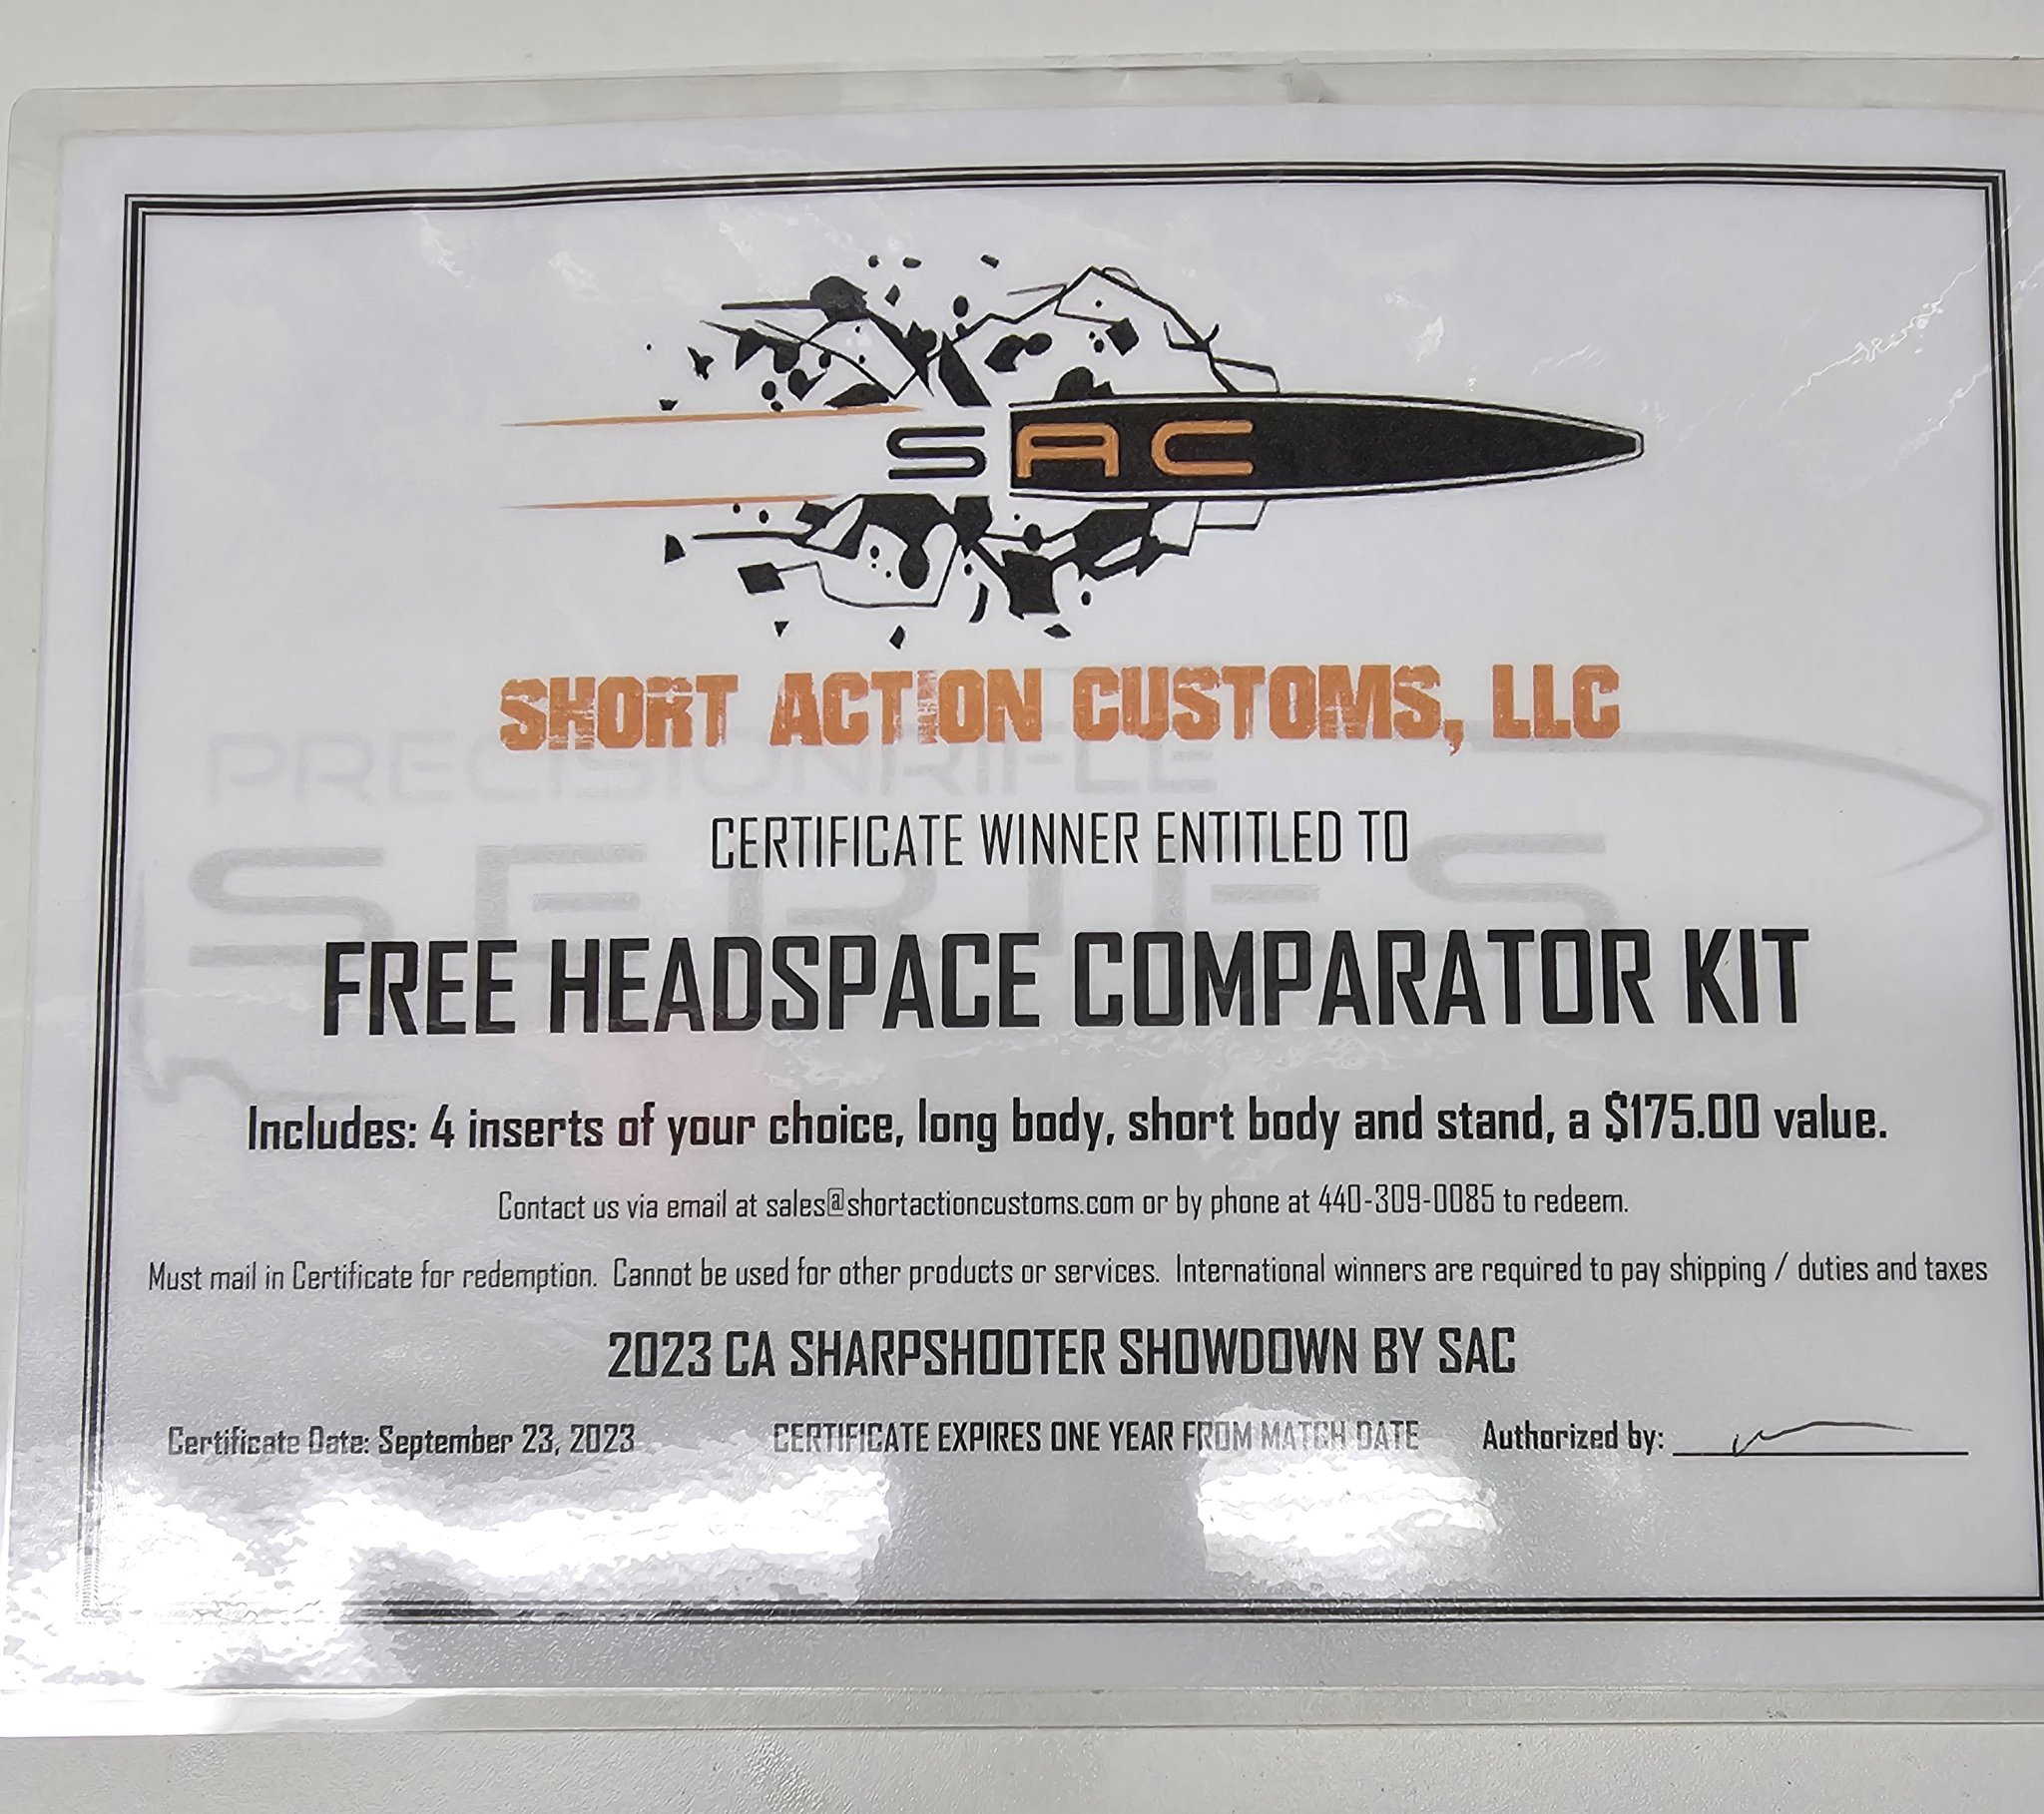 SAC
SHORT ACTION CUSTOMS, LLC
PRECISIONRIFLE
SERIES
CERTIFICATE WINNER ENTITLED TO
FREE HEADSPACE COMPARATOR KIT
Includes: 4 inserts of your choice, long body, short body and stand, a $175.00 value.
Contact us via email at sales@shortactioncustoms.com or by phone at 440-309-0085 to redeem.
Must mail in Certificate for redemption. Cannot be used for other products or services. International winners are required to pay shipping / duties and taxes
2023 CA SHARPSHOOTER SHOWDOWN BY SAC
Certificate Date: September 23, 2023 CERTIFICATE EXPIRES ONE YEAR FROM MATCH DATE Authorized by: